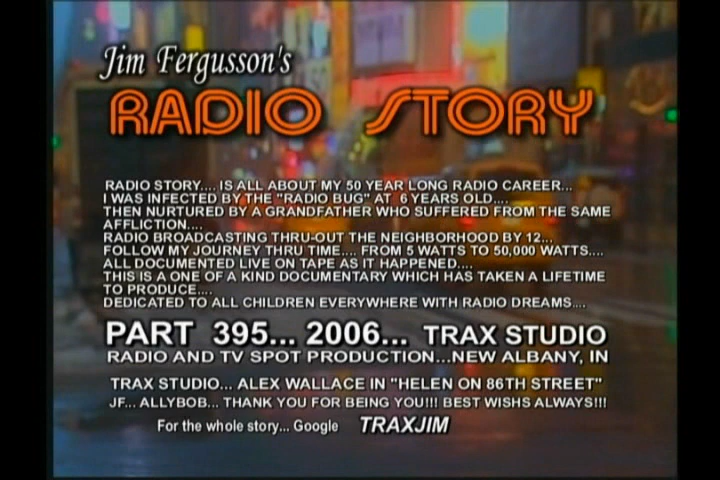 Jim Fergusson's
RADIO STORY
RADIO STORY.... IS ALL ABOUT MY 50 YEAR LONG RADIO CAREER...
I WAS INFECTED BY THE "RADIO BUG" AT 6 YEARS OLD....
THEN NURTURED BY A GRANDFATHER WHO SUFFERED FROM THE SAME
AFFLICTION....
RADIO BROADCASTING THRU-OUT THE NEIGHBORHOOD BY 12...
FOLLOW MY JOURNEY THRU TIME.... FROM 5 WATTS TO 50,000 WATTS....
ALL DOCUMENTED LIVE ON TAPE AS IT HAPPENED....
THIS IS A ONE OF A KIND DOCUMENTARY WHICH HAS TAKEN A LIFETIME
TO PRODUCE....
DEDICATED TO ALL CHILDREN EVERYWHERE WITH RADIO DREAMS....
PART 395... 2006... TRAX STUDIO
RADIO AND TV SPOT PRODUCTION...NEW ALBANY, IN
TRAX STUDIO... ALEX WALLACE IN "HELEN ON 86TH STREET"
JF... ALLYBOB... THANK YOU FOR BEING YOU!!! BEST WISHS ALWAYS!!!
For the whole story... Google TRAXJIM